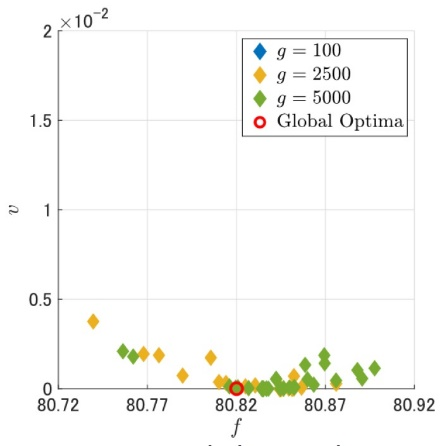 ×10⁻²
2
1.5
1
0.5
0
v
80.72 80.77 80.82 80.87 80.92
f
g = 100
g = 2500
g = 5000
Global Optima